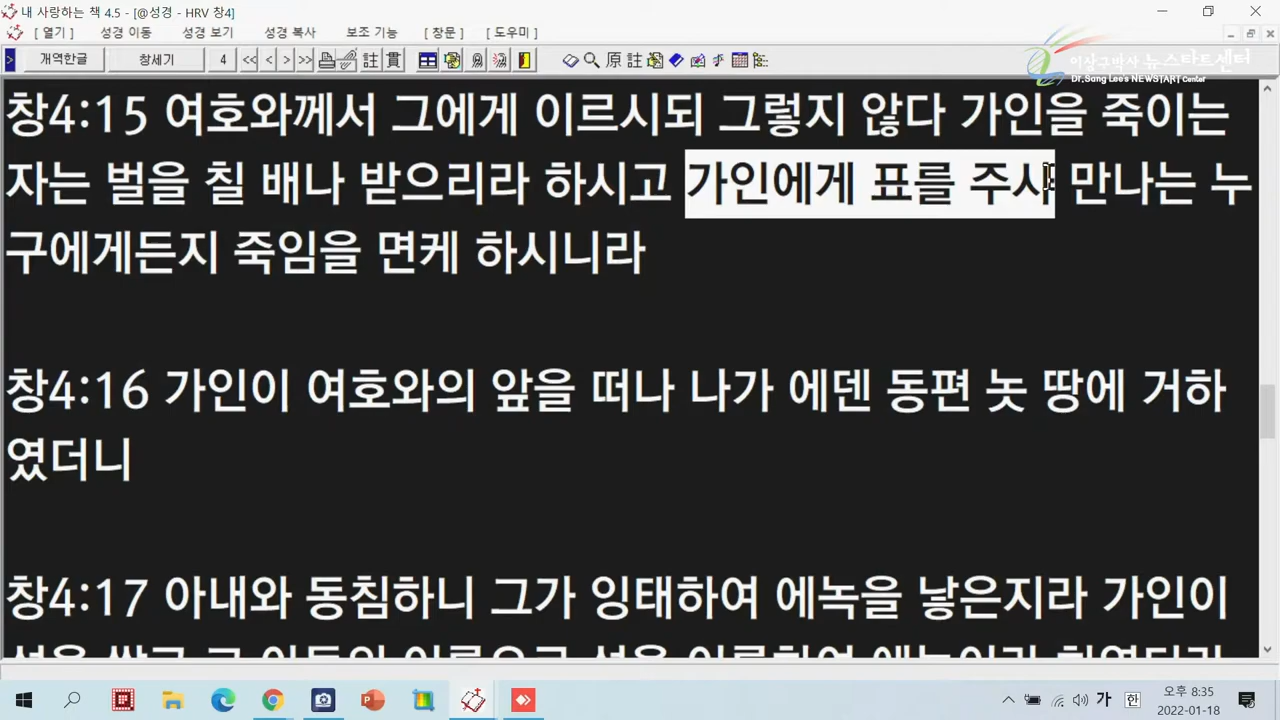 내 사랑하는 책 4.5 - [@성경 - HRV 창4]
[ 열기 ] 성경 이동 성경 보기 성경 복사 보조 기능 [ 창문 ] [ 도우미 ]
> 개역한글 창세기 4 << < > >> 註 貫 原 註
이상구박사 뉴스타트센터
Dr. Sang Lee's NEWSTART Center
창4:15 여호와께서 그에게 이르시되 그렇지 않다 가인을 죽이는
자는 벌을 칠 배나 받으리라 하시고 가인에게 표를 주사 만나는 누
구에게든지 죽임을 면케 하시니라
창4:16 가인이 여호와의 앞을 떠나 나가 에덴 동편 놋 땅에 거하
였더니
창4:17 아내와 동침하니 그가 잉태하여 에녹을 낳은지라 가인이
가 한
오후 8:35
2022-01-18